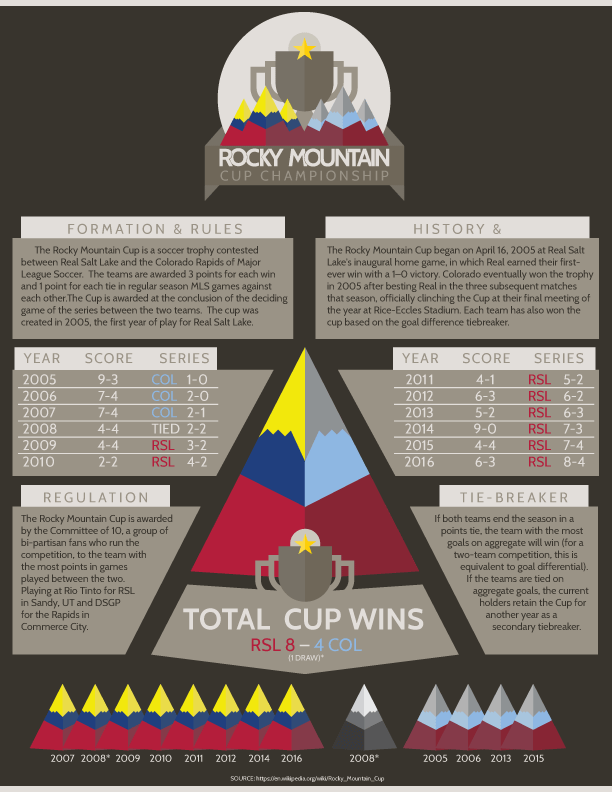 ROCKY MOUNTAIN
CUP CHAMPIONSHIP
FORMATION & RULES
The Rocky Mountain Cup is a soccer trophy contested
between Real Salt Lake and the Colorado Rapids of Major
League Soccer.  The teams are awarded 3 points for each win
and 1 point for each tie in regular season MLS games against
each other.The Cup is awarded at the conclusion of the deciding
game of the series between the two teams.  The cup was
created in 2005, the first year of play for Real Salt Lake.
HISTORY &
The Rocky Mountain Cup began on April 16, 2005 at Real Salt
Lake's inaugural home game, in which Real earned their first-
ever win with a 1–0 victory. Colorado eventually won the trophy
in 2005 after besting Real in the three subsequent matches
that season, officially clinching the Cup at their final meeting of
the year at Rice-Eccles Stadium. Each team has also won the
cup based on the goal difference tiebreaker.
YEAR SCORE SERIES
2005 9-3 COL 1-0
2006 7-4 COL 2-0
2007 7-4 COL 2-1
2008 4-4 TIED 2-2
2009 4-4 RSL 3-2
2010 2-2 RSL 4-2
YEAR SCORE SERIES
2011 4-1 RSL 5-2
2012 6-3 RSL 6-2
2013 5-2 RSL 6-3
2014 9-0 RSL 7-3
2015 4-4 RSL 7-4
2016 6-3 RSL 8-4
REGULATION
The Rocky Mountain Cup is awarded
by the Committee of 10, a group of
bi-partisan fans who run the
competition, to the team with
the most points in games
played between the two.
Playing at Rio Tinto for RSL
in Sandy, UT and DSGP
for the Rapids in
Commerce City.
TIE-BREAKER
If both teams end the season in a
points tie, the team with the most
goals on aggregate will win (for a
two-team competition, this is
equivalent to goal differential).
If the teams are tied on
aggregate goals, the current
holders retain the Cup for
another year as a
secondary tiebreaker.
TOTAL CUP WINS
RSL 8 – 4 COL
(1 DRAW)*
2007 2008* 2009 2010 2011 2012 2014 2016
2008*
2005 2006 2013 2015
SOURCE: https://en.wikipedia.org/wiki/Rocky_Mountain_Cup